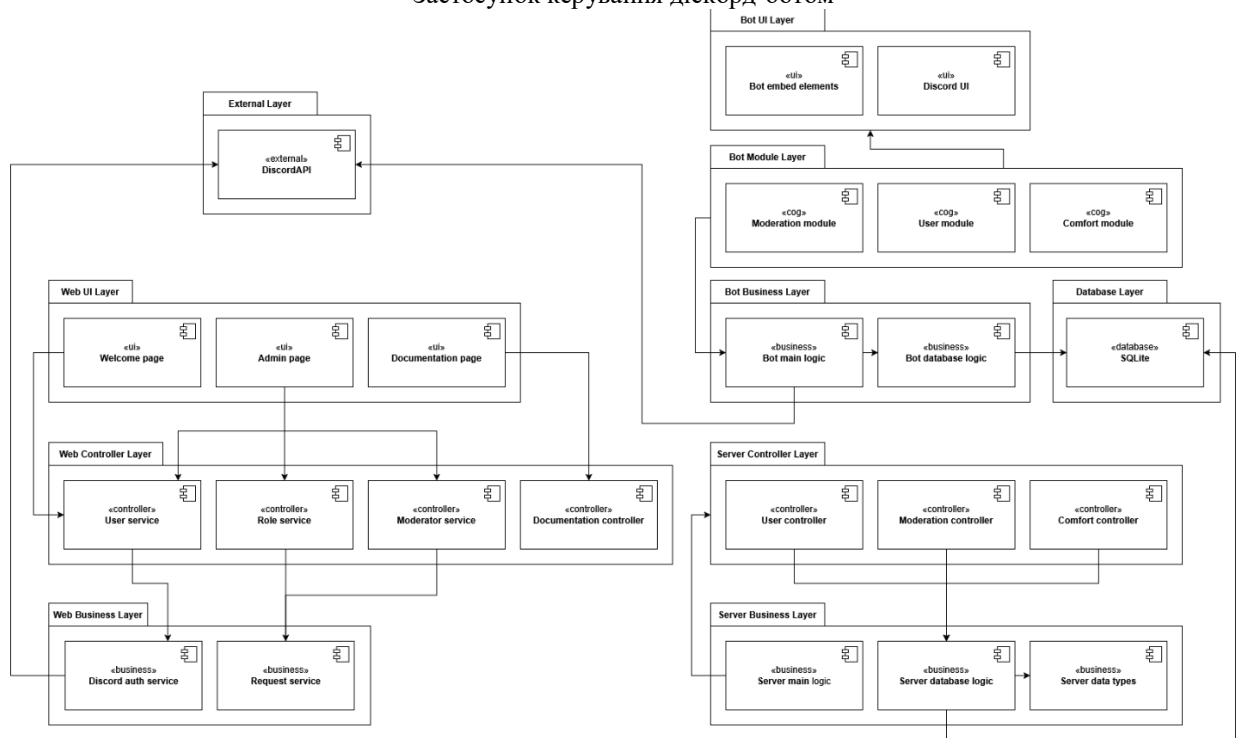 Застосунок керування діскорд-ботом
Bot UI Layer
«ui»
Bot embed elements
«ui»
Discord UI
External Layer
«external»
DiscordAPI
Bot Module Layer
«cog»
Moderation module
«cog»
User module
«cog»
Comfort module
Web UI Layer
«ui»
Welcome page
«ui»
Admin page
«ui»
Documentation page
Bot Business Layer
«business»
Bot main logic
«business»
Bot database logic
Database Layer
«database»
SQLite
Web Controller Layer
«controller»
User service
«controller»
Role service
«controller»
Moderator service
«controller»
Documentation controller
Server Controller Layer
«controller»
User controller
«controller»
Moderation controller
«controller»
Comfort controller
Web Business Layer
«business»
Discord auth service
«business»
Request service
Server Business Layer
«business»
Server main logic
«business»
Server database logic
«business»
Server data types